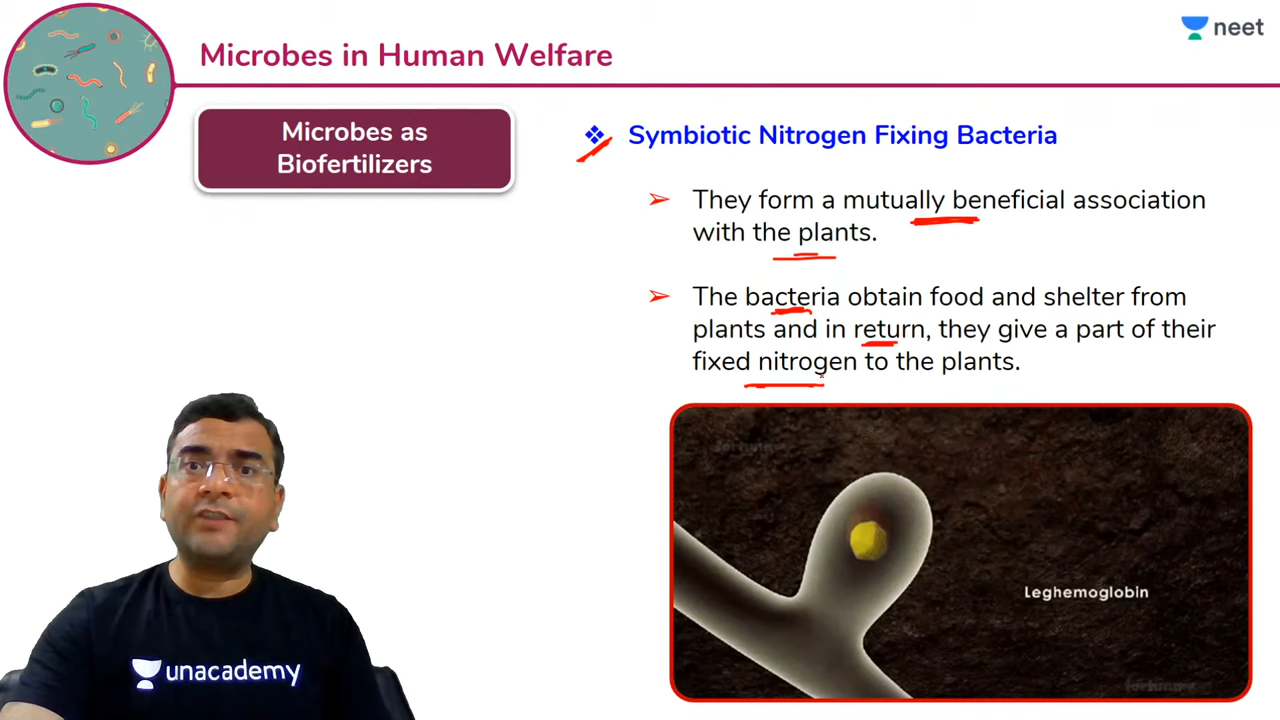 Microbes in Human Welfare
neet
Microbes as
Biofertilizers
❖ Symbiotic Nitrogen Fixing Bacteria
➢ They form a mutually beneficial association
with the plants.
➢ The bacteria obtain food and shelter from
plants and in return, they give a part of their
fixed nitrogen to the plants.
Leghemoglobin
unacademy